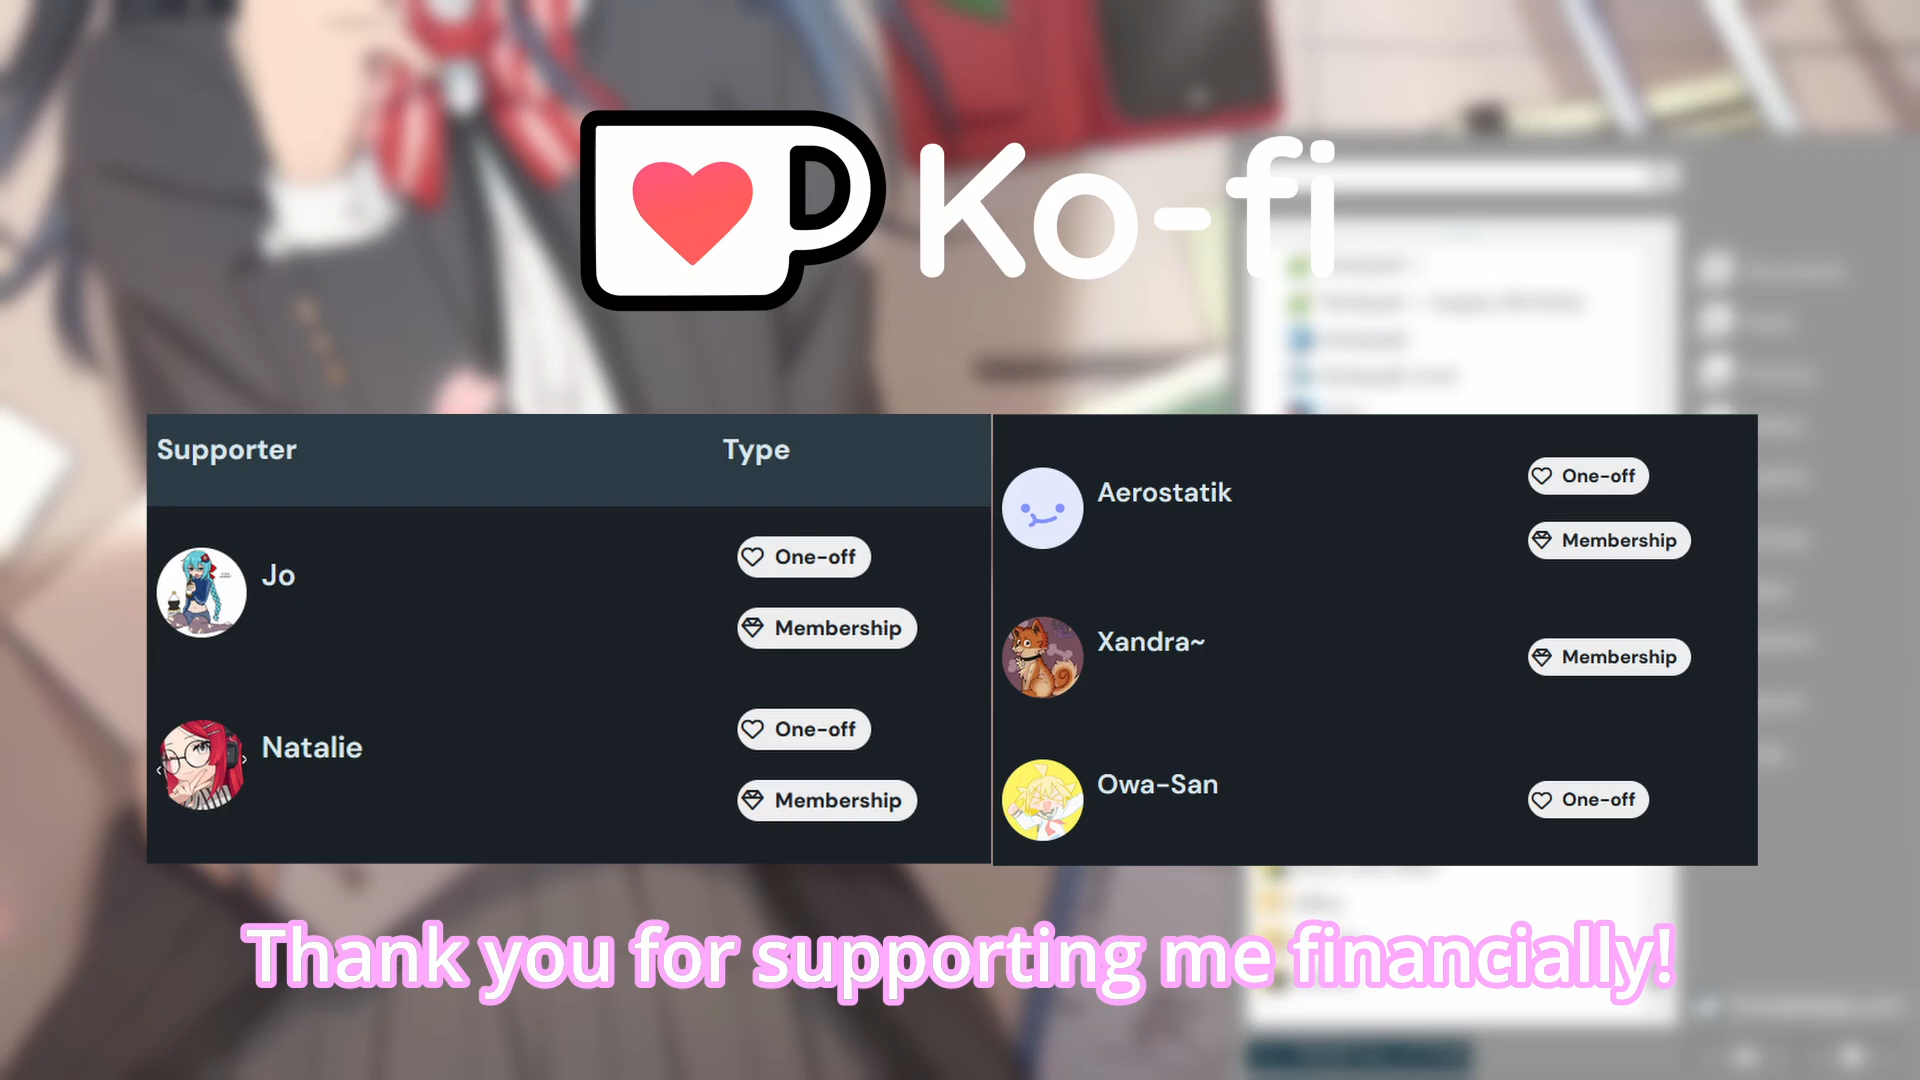 Ko-fi
Supporter Type
Jo
One-off
Membership
Natalie
One-off
Membership
Aerostatik
One-off
Membership
Xandra~
Membership
Owa-San
One-off
Thank you for supporting me financially!